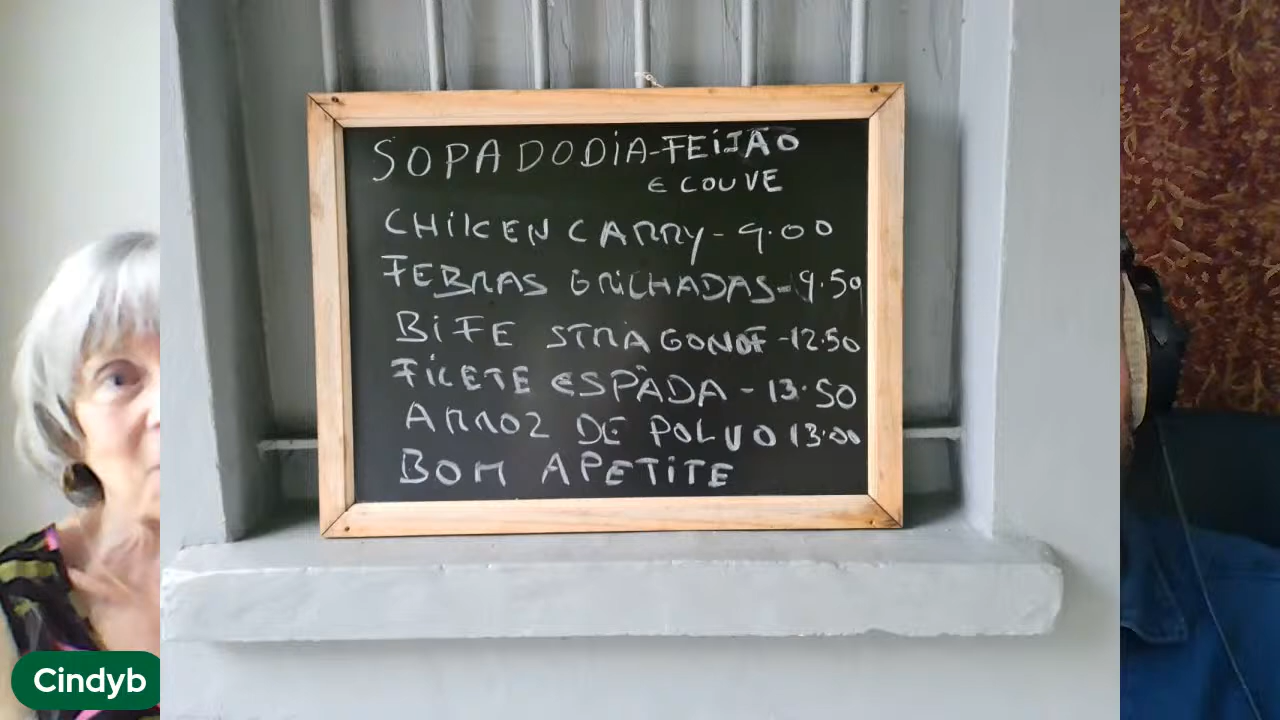 SOPA DO DIA-FEIJÃO
E COUVE
CHIKEN CARRY-9.00
FEBRAS GRILHADAS-9.50
BIFE STRAGONOF-12.50
FILETE ESPADA-13.50
ARROZ DE POLVO 13.00
BOM APETITE
Cindyb